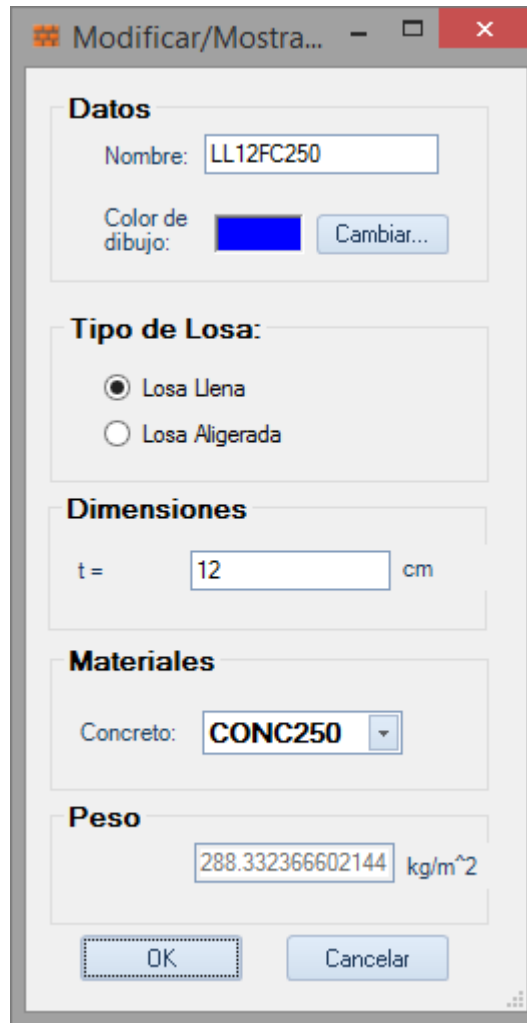 Modificar/Mostra...
Datos
Nombre: LL12FC250
Color de
dibujo:
Cambiar...
Tipo de Losa:
Losa Llena
Losa Aligerada
Dimensiones
t = 12 cm
Materiales
Concreto: CONC250
Peso
288.332366602144 kg/m^2
OK Cancelar